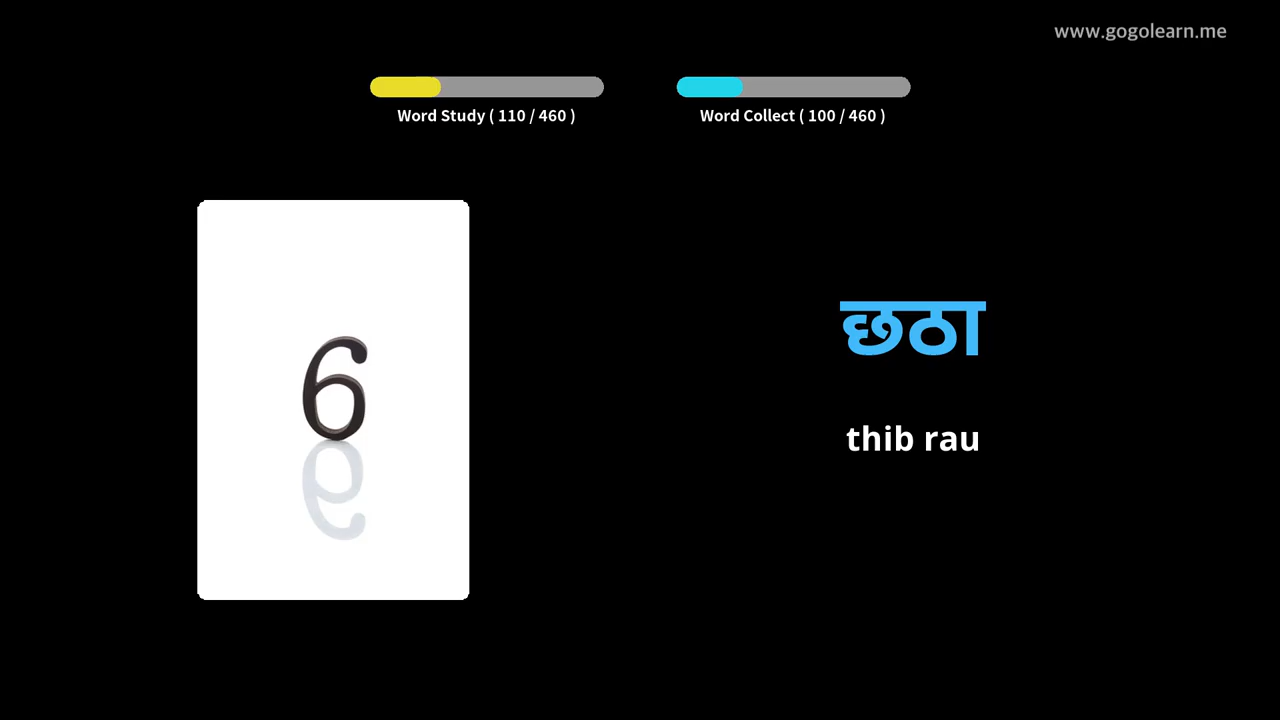 www.gogolearn.me
Word Study ( 110 / 460 )
Word Collect ( 100 / 460 )
6
छठा
thib rau